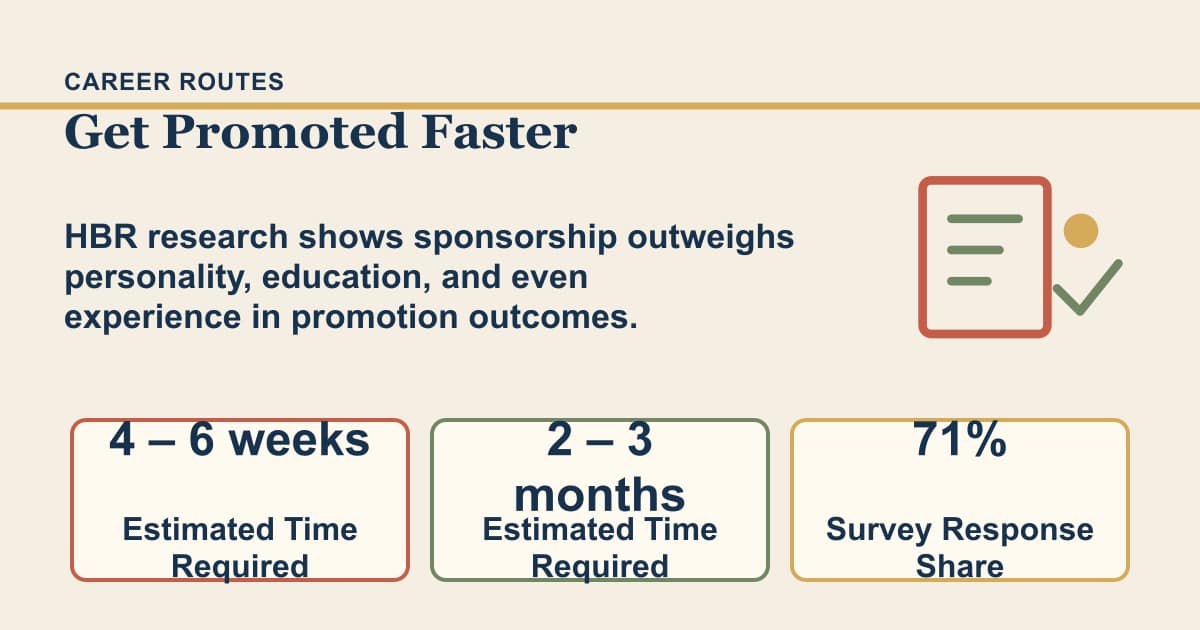 CAREER ROUTES
Get Promoted Faster
HBR research shows sponsorship outweighs
personality, education, and even
experience in promotion outcomes.
4 – 6 weeks
Estimated Time
Required
2 – 3
months
Estimated Time
Required
71%
Survey Response
Share